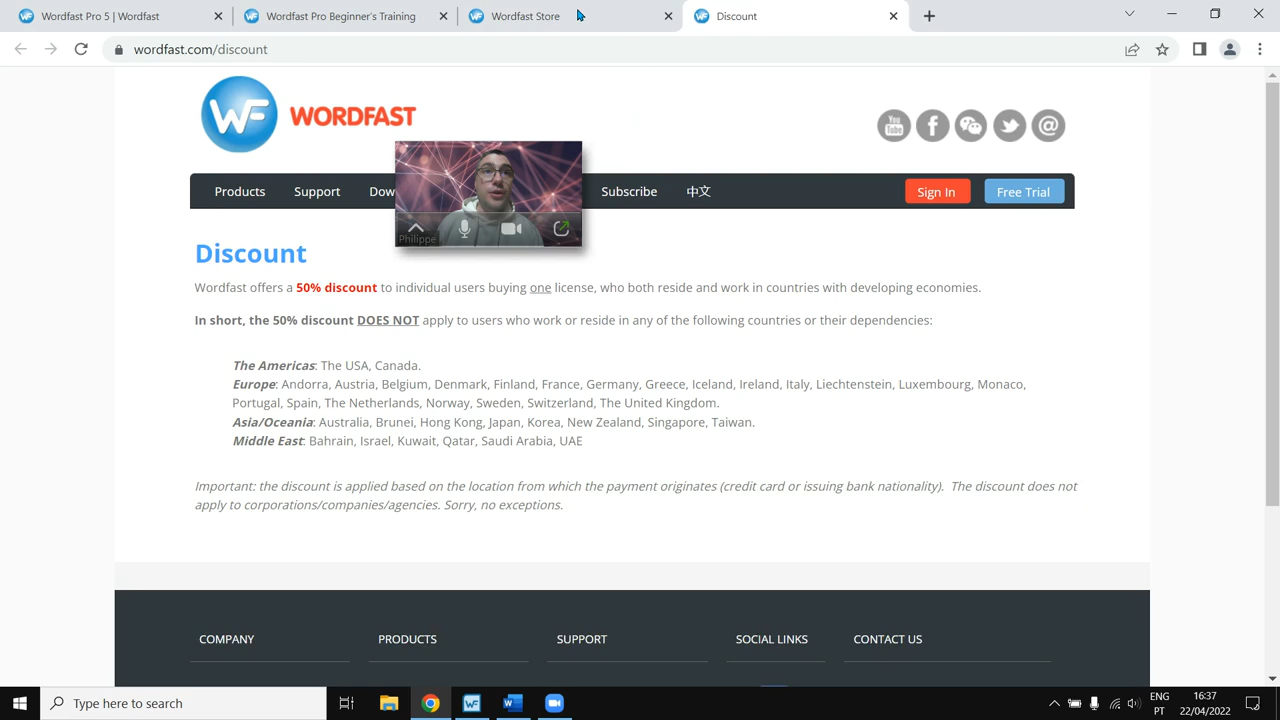 Wordfast Pro 5 | Wordfast
Wordfast Pro Beginner's Training
Wordfast Store
Discount
wordfast.com/discount
WF WORDFAST
You Tube
Products Support Dow Subscribe 中文 Sign In Free Trial
Philippe
Discount
Wordfast offers a 50% discount to individual users buying one license, who both reside and work in countries with developing economies.
In short, the 50% discount DOES NOT apply to users who work or reside in any of the following countries or their dependencies:
The Americas: The USA, Canada.
Europe: Andorra, Austria, Belgium, Denmark, Finland, France, Germany, Greece, Iceland, Ireland, Italy, Liechtenstein, Luxembourg, Monaco,
Portugal, Spain, The Netherlands, Norway, Sweden, Switzerland, The United Kingdom.
Asia/Oceania: Australia, Brunei, Hong Kong, Japan, Korea, New Zealand, Singapore, Taiwan.
Middle East: Bahrain, Israel, Kuwait, Qatar, Saudi Arabia, UAE
Important: the discount is applied based on the location from which the payment originates (credit card or issuing bank nationality). The discount does not
apply to corporations/companies/agencies. Sorry, no exceptions.
COMPANY PRODUCTS SUPPORT SOCIAL LINKS CONTACT US
Type here to search
ENG
PT
16:37
22/04/2022